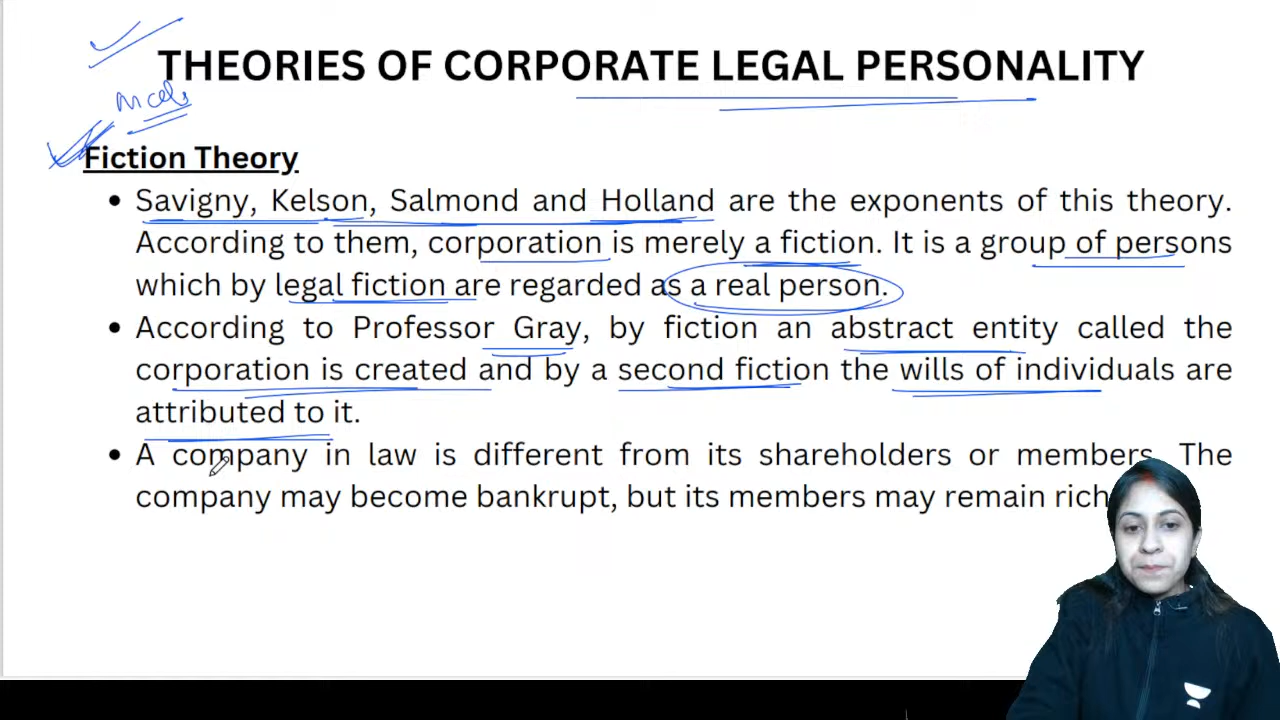 THEORIES OF CORPORATE LEGAL PERSONALITY
Fiction Theory
• Savigny, Kelson, Salmond and Holland are the exponents of this theory.
According to them, corporation is merely a fiction. It is a group of persons
which by legal fiction are regarded as a real person.
• According to Professor Gray, by fiction an abstract entity called the
corporation is created and by a second fiction the wills of individuals are
attributed to it.
• A company in law is different from its shareholders or members. The
company may become bankrupt, but its members may remain rich